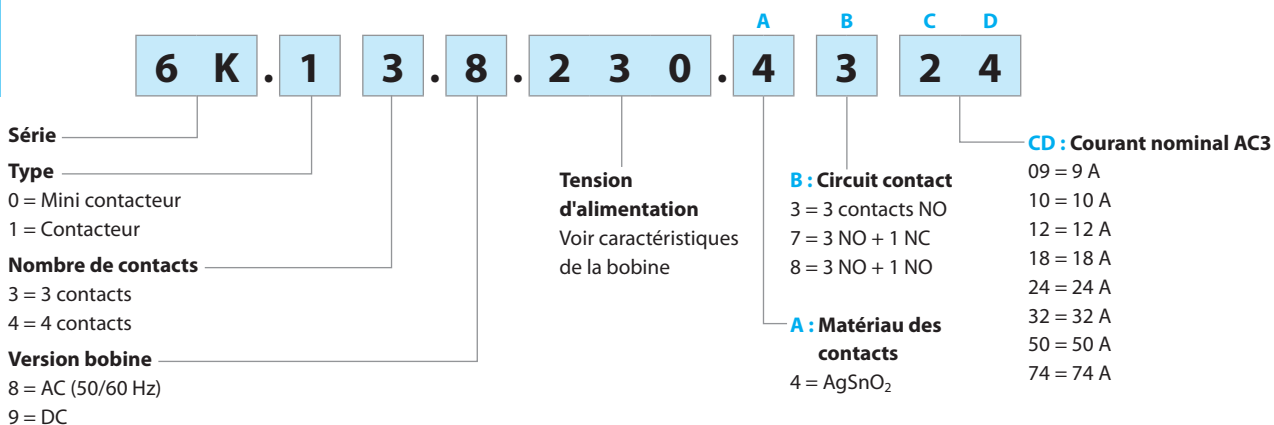 A B C D
6 K . 1 3 . 8 . 2 3 0 . 4 3 2 4
Série
Type
0 = Mini contacteur
1 = Contacteur
Nombre de contacts
3 = 3 contacts
4 = 4 contacts
Version bobine
8 = AC (50/60 Hz)
9 = DC
Tension
d'alimentation
Voir caractéristiques
de la bobine
B : Circuit contact
3 = 3 contacts NO
7 = 3 NO + 1 NC
8 = 3 NO + 1 NO
A : Matériau des
contacts
4 = AgSnO₂
CD : Courant nominal AC3
09 = 9 A
10 = 10 A
12 = 12 A
18 = 18 A
24 = 24 A
32 = 32 A
50 = 50 A
74 = 74 A